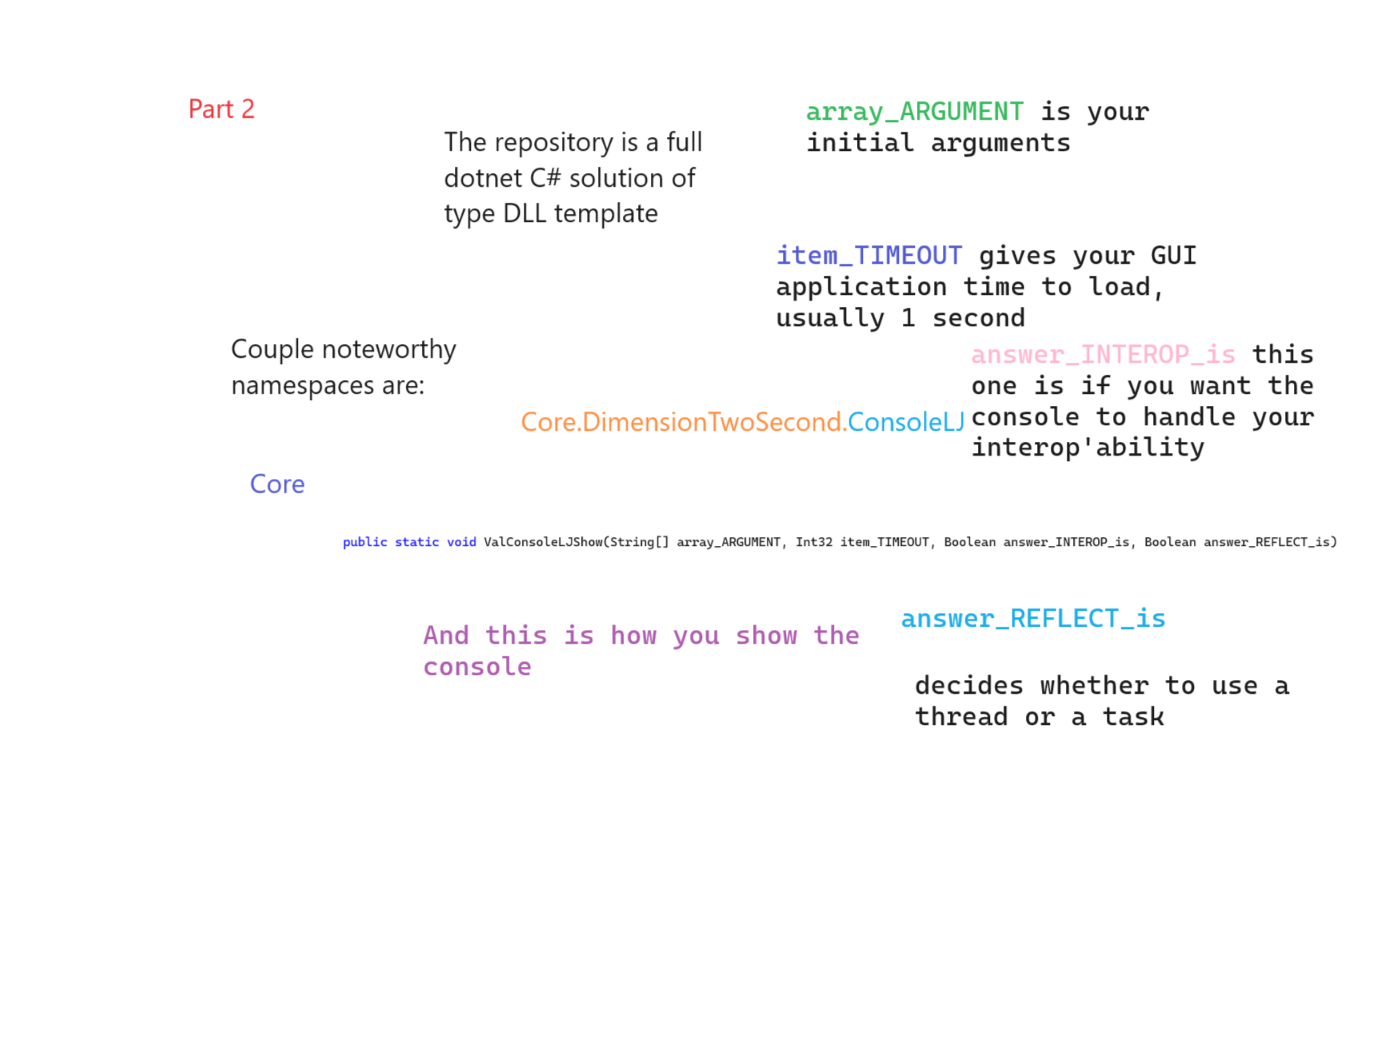 Part 2
The repository is a full
dotnet C# solution of
type DLL template
array_ARGUMENT is your
initial arguments
item_TIMEOUT gives your GUI
application time to load,
usually 1 second
Couple noteworthy
namespaces are:
answer_INTEROP_is this
one is if you want the
console to handle your
interop'ability
Core.DimensionTwoSecond.ConsoleLJ
Core
public static void ValConsoleLJShow(String[] array_ARGUMENT, Int32 item_TIMEOUT, Boolean answer_INTEROP_is, Boolean answer_REFLECT_is)
And this is how you show the
console
answer_REFLECT_is
decides whether to use a
thread or a task